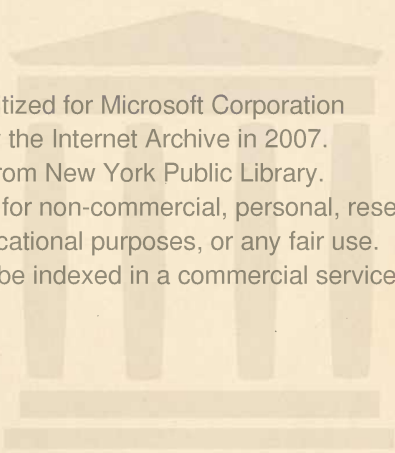 tized for Microsoft Corporation
the Internet Archive in 2007.
rom New York Public Library.
for non-commercial, personal, rese
cational purposes, or any fair use.
be indexed in a commercial service